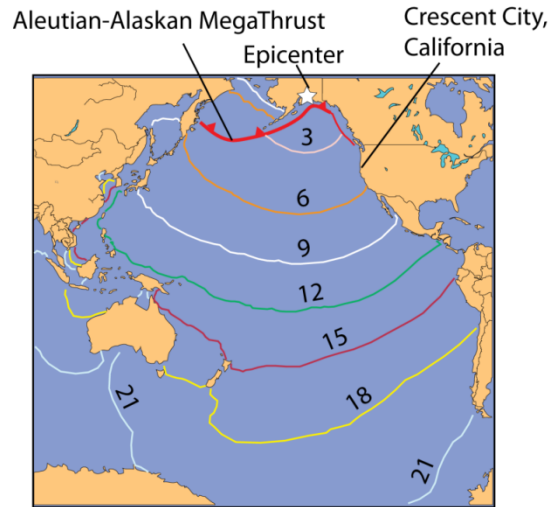 Aleutian-Alaskan MegaThrust
Epicenter
Crescent City,
California
3
6
9
12
15
18
21
21